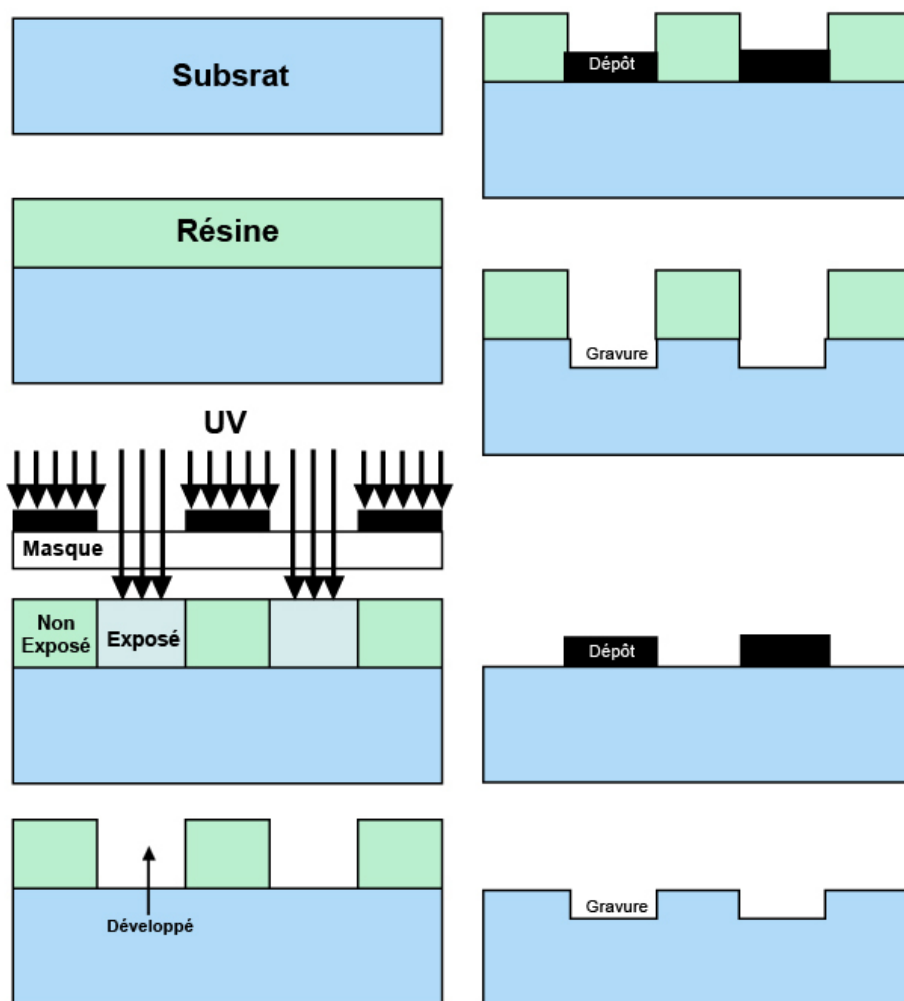 Subsrat
Résine
UV
Masque
Non
Exposé
Exposé
Développé
Dépôt
Gravure
Dépôt
Gravure